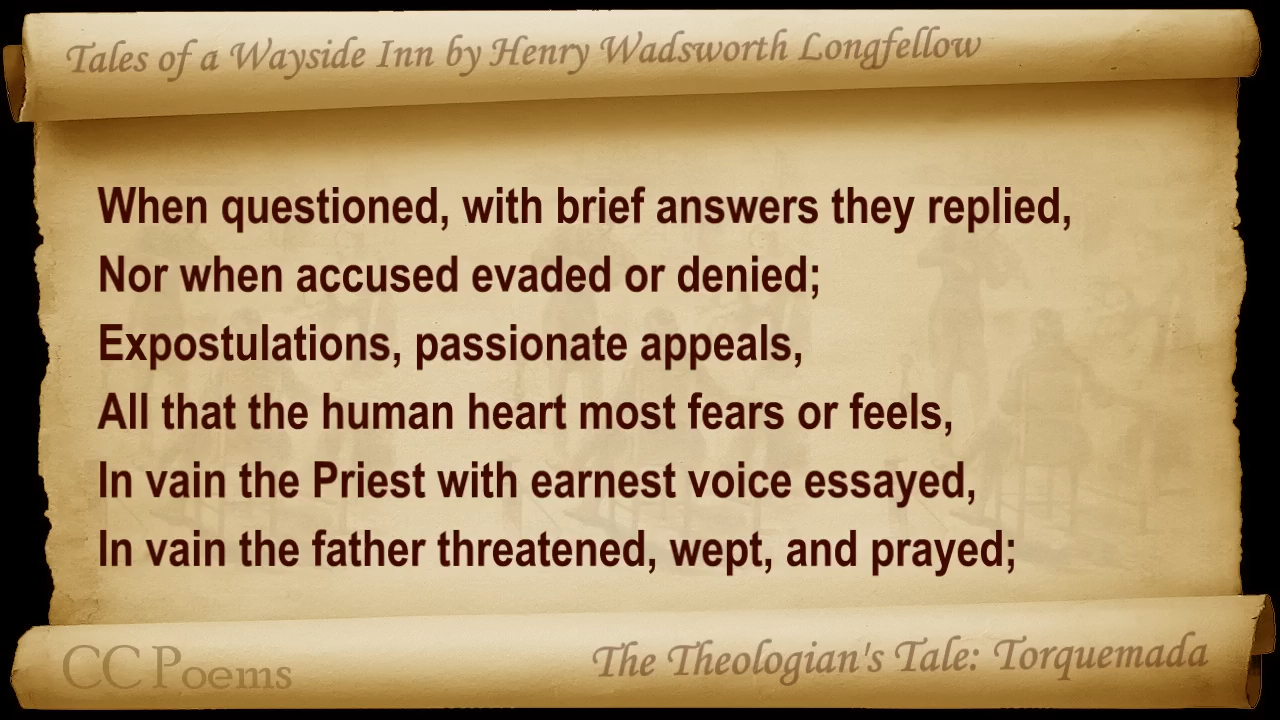 Tales of a Wayside Inn by Henry Wadsworth Longfellow
When questioned, with brief answers they replied,
Nor when accused evaded or denied;
Expostulations, passionate appeals,
All that the human heart most fears or feels,
In vain the Priest with earnest voice essayed,
In vain the father threatened, wept, and prayed;
CC Poems
The Theologian's Tale: Torquemada